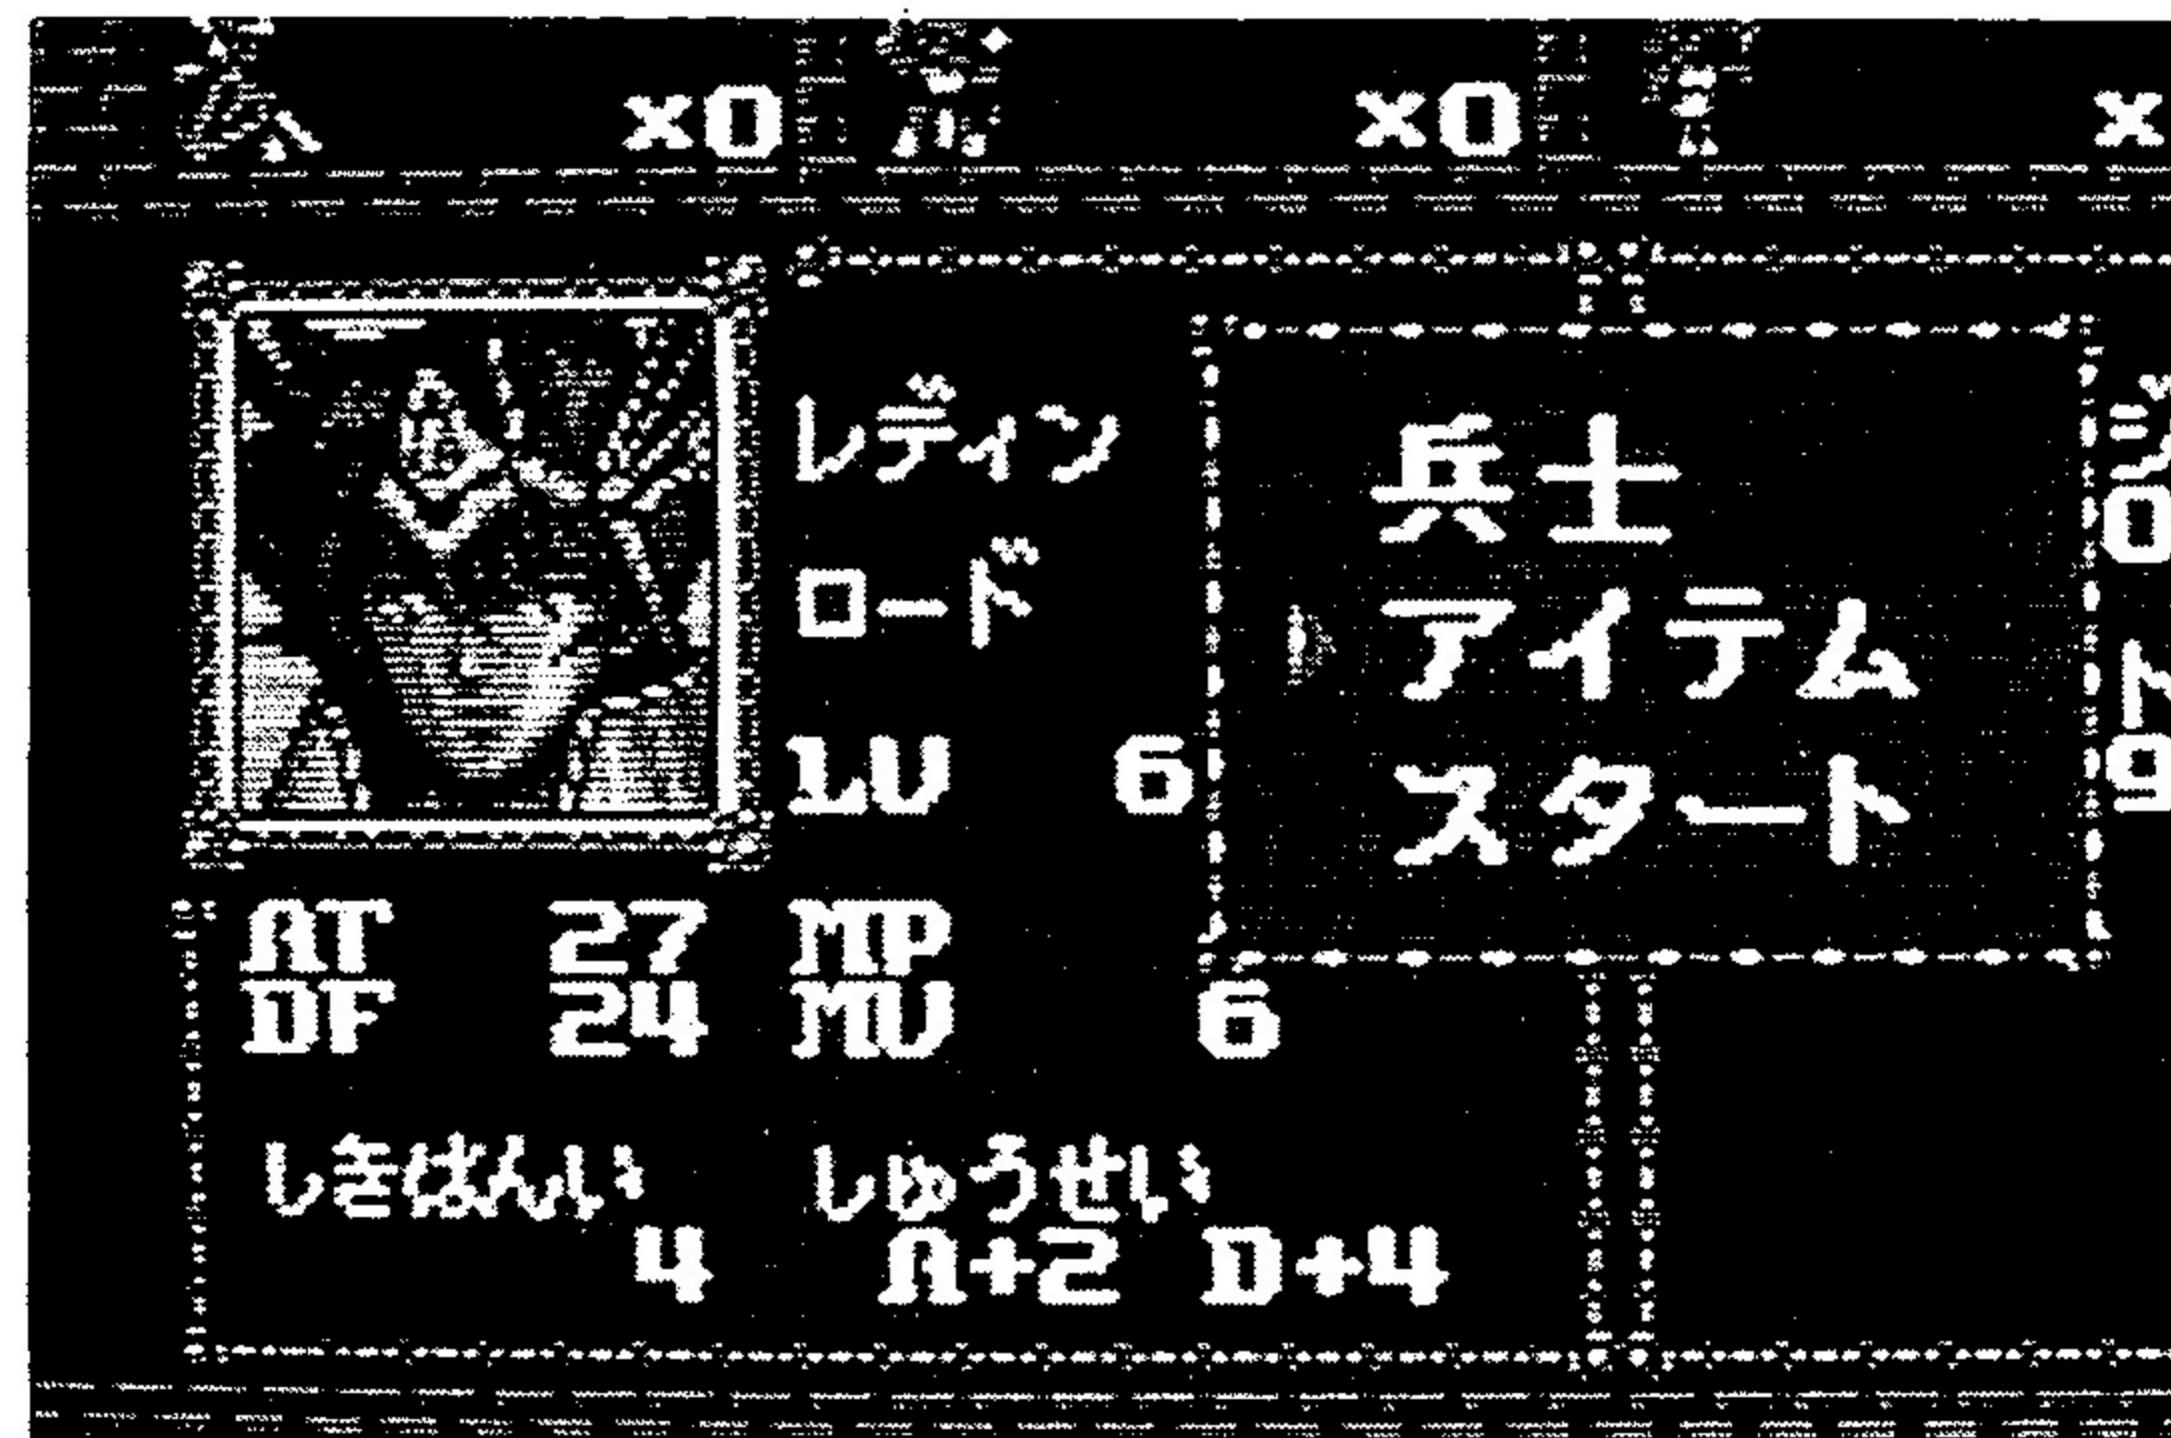 ×0 ×0 ×
レディン
ロード
LV 6
兵士
アイテム
スタート
AT 27 MP
DF 24 MV 6
しきはんい しゅうせい
4 A+2 D+4